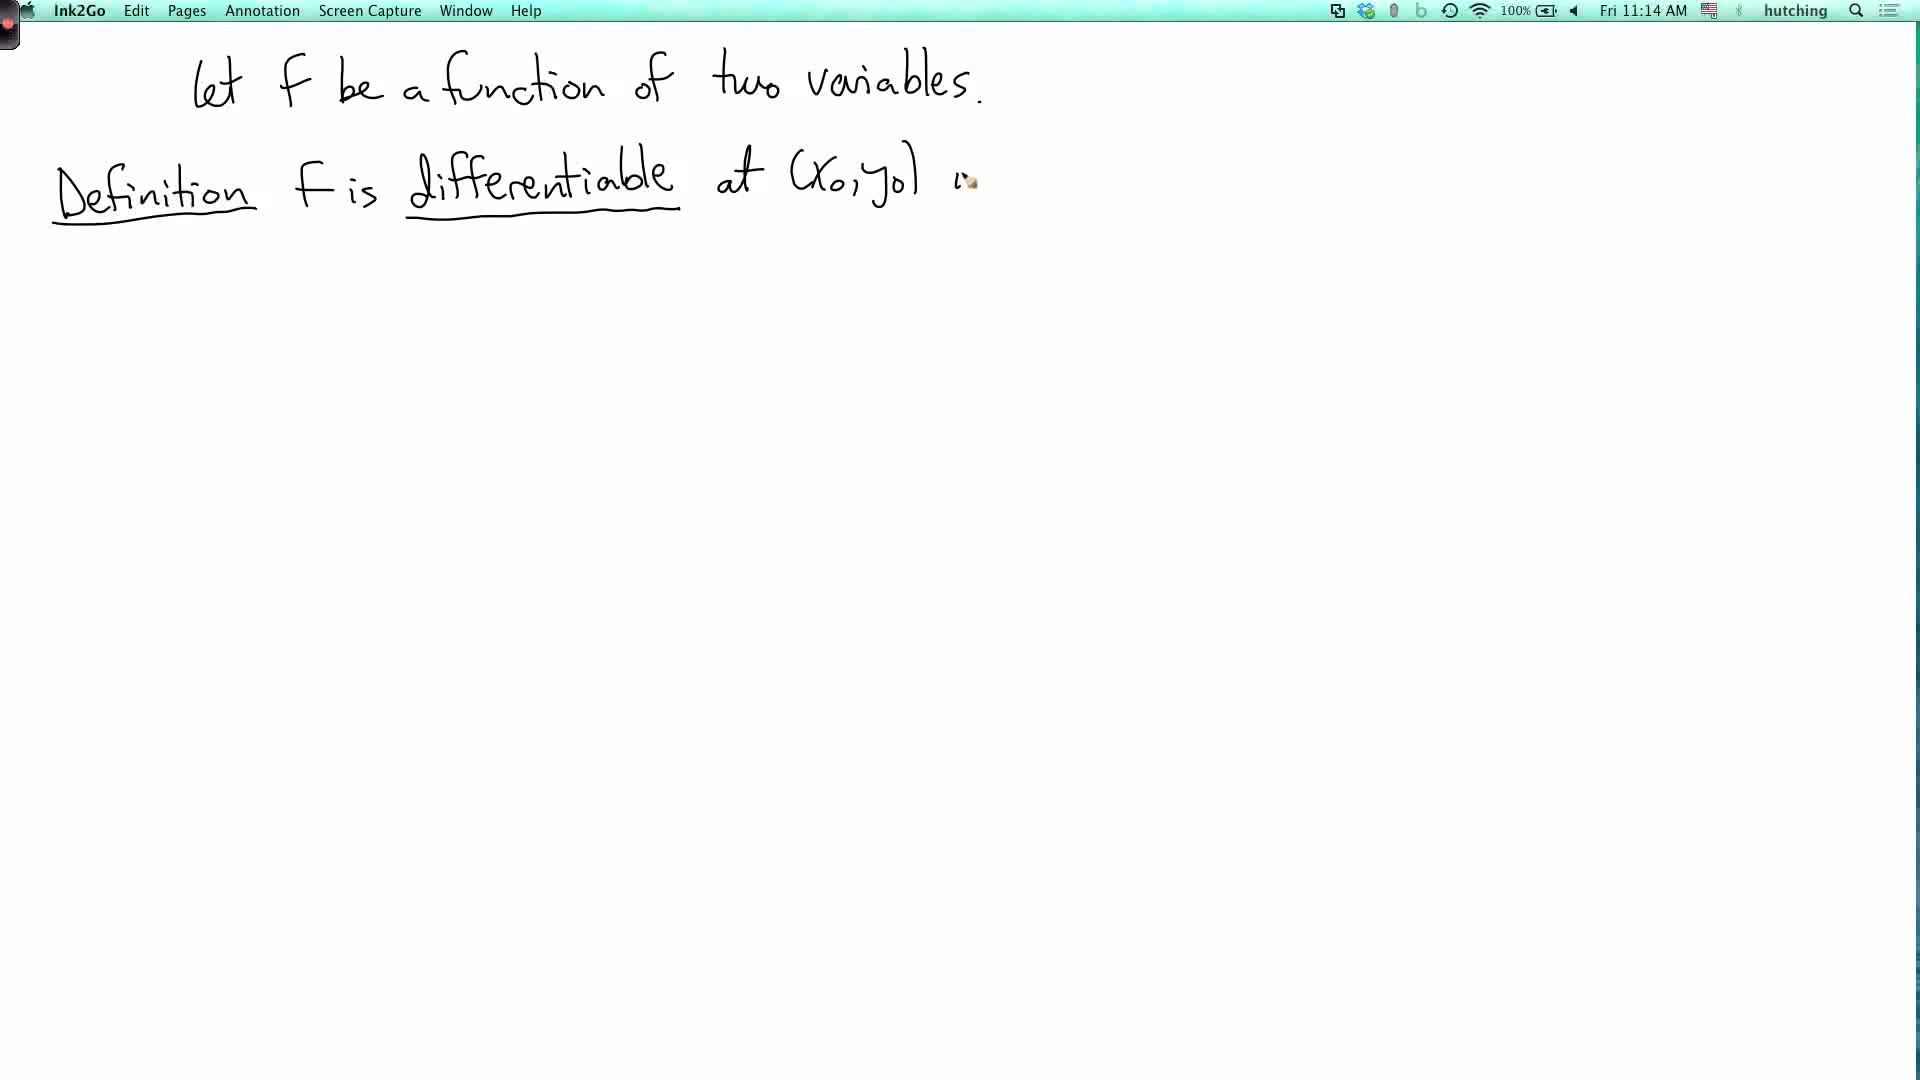 Ink2Go Edit Pages Annotation Screen Capture Window Help 100% Fri 11:14 AM hutching
let f be a function of two variables.
Definition f is differentiable at (x₀,y₀)